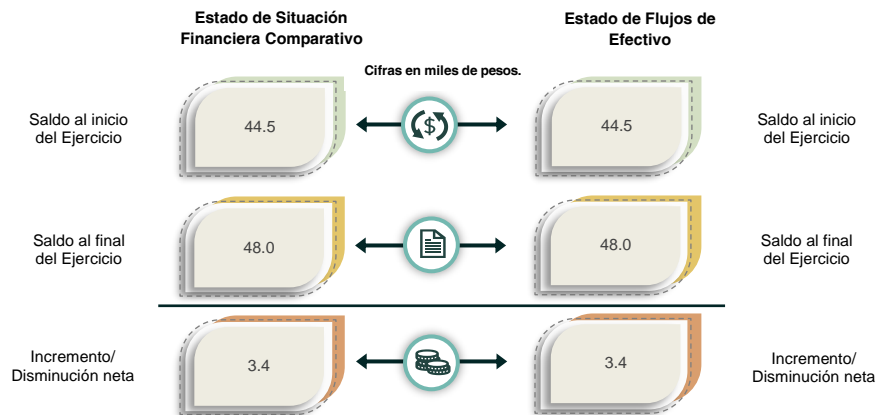 Estado de Situación
Financiera Comparativo
Estado de Flujos de
Efectivo
Cifras en miles de pesos.
Saldo al inicio
del Ejercicio
44.5
$
44.5
Saldo al inicio
del Ejercicio
Saldo al final
del Ejercicio
48.0
48.0
Saldo al final
del Ejercicio
Incremento/
Disminución neta
3.4
3.4
Incremento/
Disminución neta